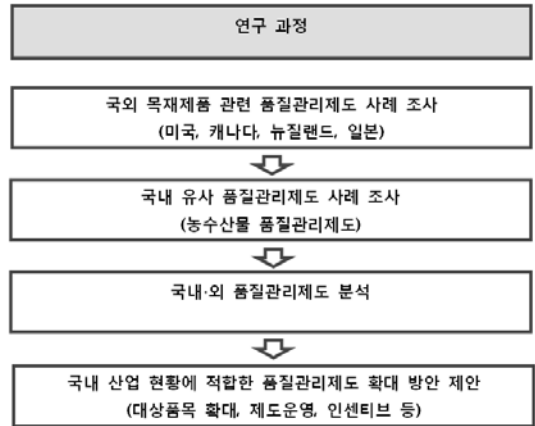 연구 과정
국외 목재제품 관련 품질관리제도 사례 조사
(미국, 캐나다, 뉴질랜드, 일본)
국내 유사 품질관리제도 사례 조사
(농수산물 품질관리제도)
국내·외 품질관리제도 분석
국내 산업 현황에 적합한 품질관리제도 확대 방안 제안
(대상품목 확대, 제도운영, 인센티브 등)